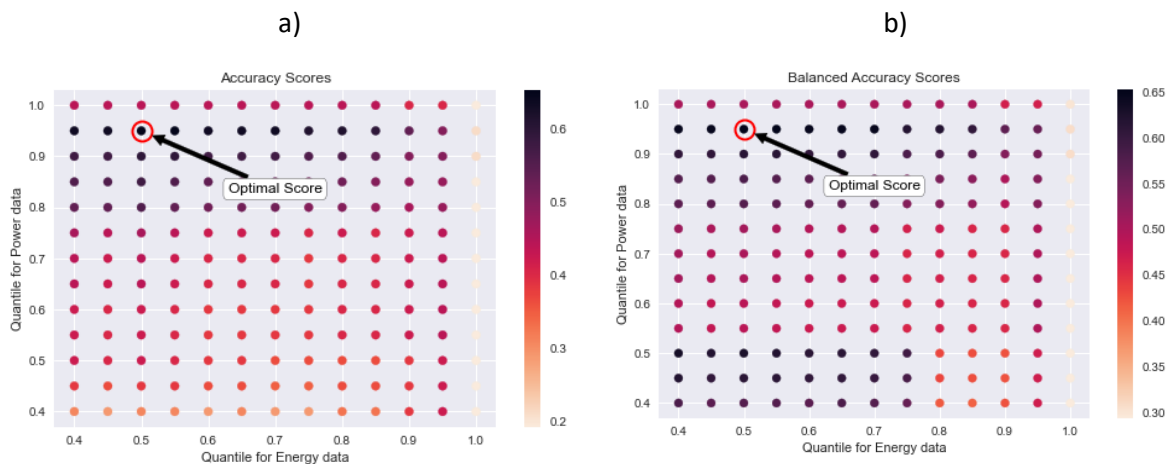 a)
Accuracy Scores
1.0
0.9
0.8
0.7
0.6
0.5
0.4
Quantile for Power data
Optimal Score
0.4 0.5 0.6 0.7 0.8 0.9 1.0
Quantile for Energy data
0.6
0.5
0.4
0.3
0.2
b)
Balanced Accuracy Scores
1.0
0.9
0.8
0.7
0.6
0.5
0.4
Quantile for Power data
Optimal Score
0.4 0.5 0.6 0.7 0.8 0.9 1.0
Quantile for Energy data
0.65
0.60
0.55
0.50
0.45
0.40
0.35
0.30